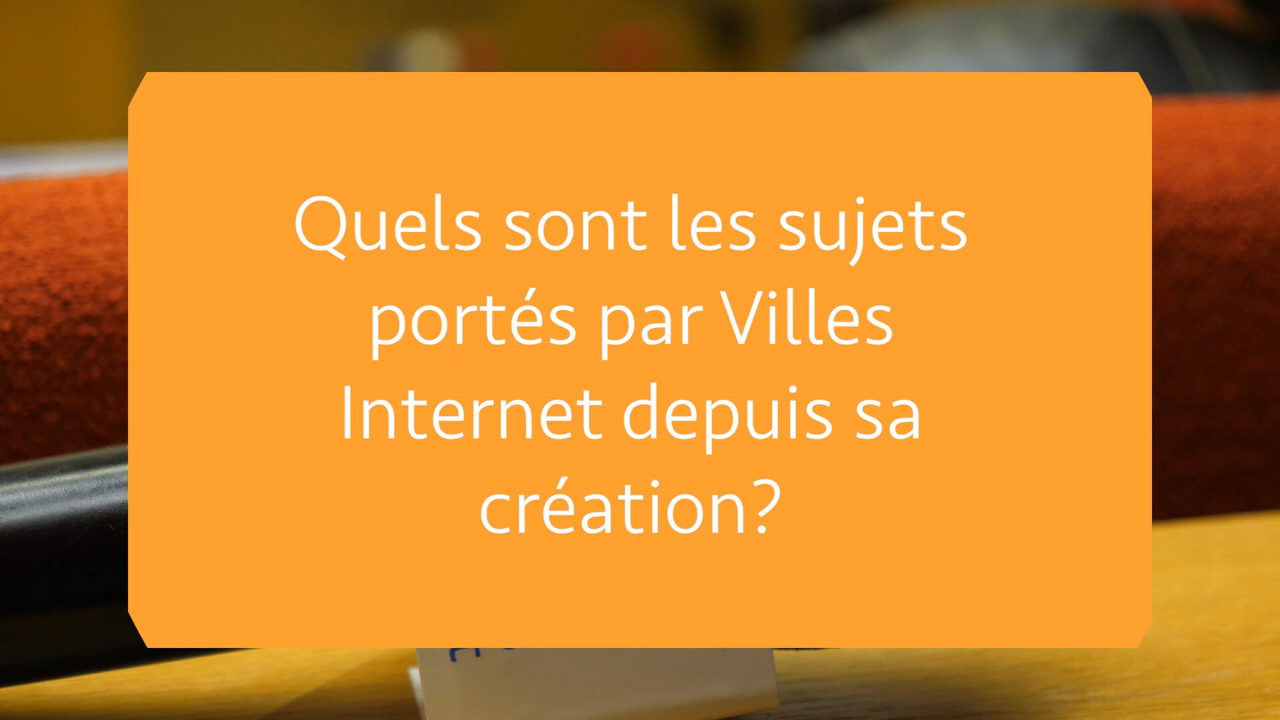 Quels sont les sujets
portés par Villes
Internet depuis sa
création?